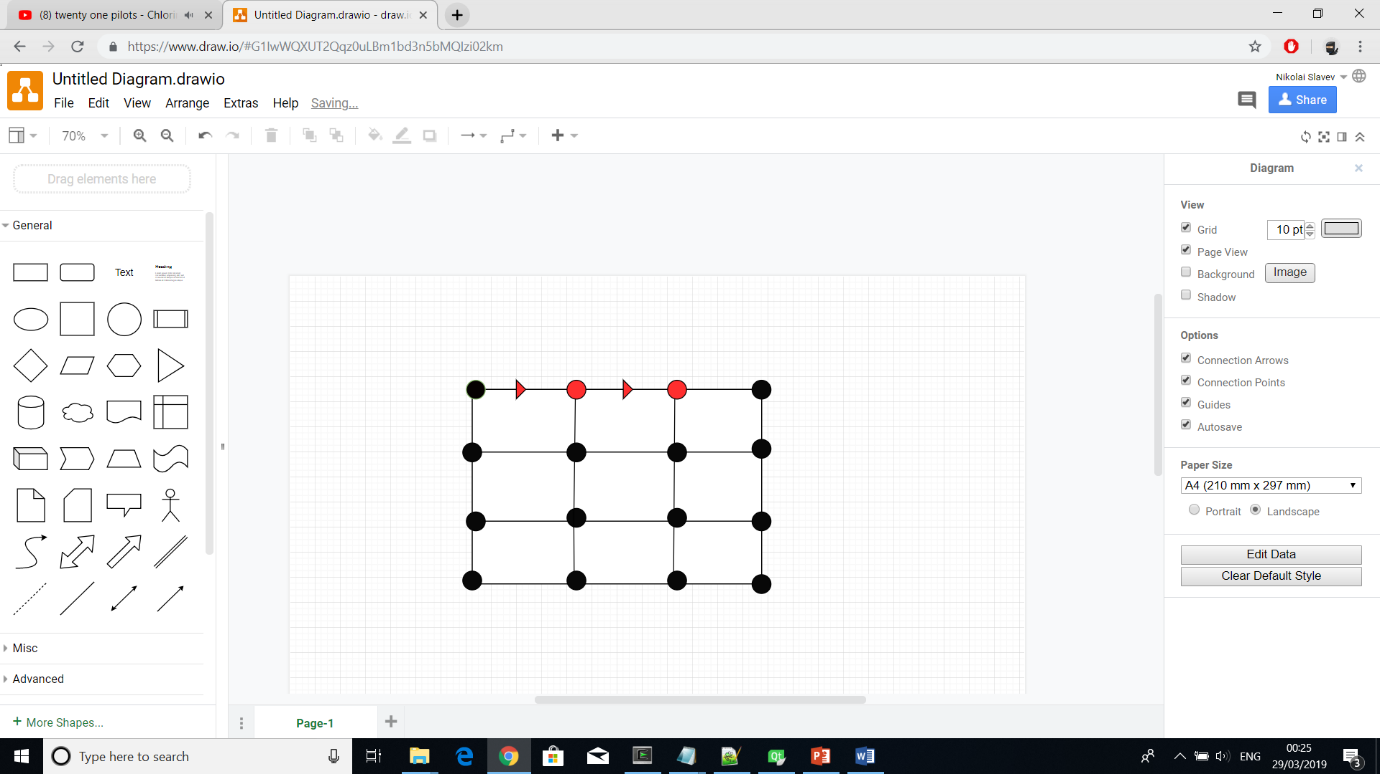 (8) twenty one pilots - Chlori
Untitled Diagram.drawio - draw.i
https://www.draw.io/#G1IwWQXUT2Qqz0uLBm1bd3n5bMQIzi02km
Untitled Diagram.drawio
Nikolai Slavev
File Edit View Arrange Extras Help Saving...
Share
70%
Drag elements here
Diagram
General
View
Grid 10 pt
Page View
Background Image
Shadow
Text
Heading
Options
Connection Arrows
Connection Points
Guides
Autosave
Paper Size
A4 (210 mm x 297 mm)
Portrait Landscape
Edit Data
Clear Default Style
Misc
Advanced
+ More Shapes...
Page-1
Type here to search
ENG
00:25
29/03/2019
3